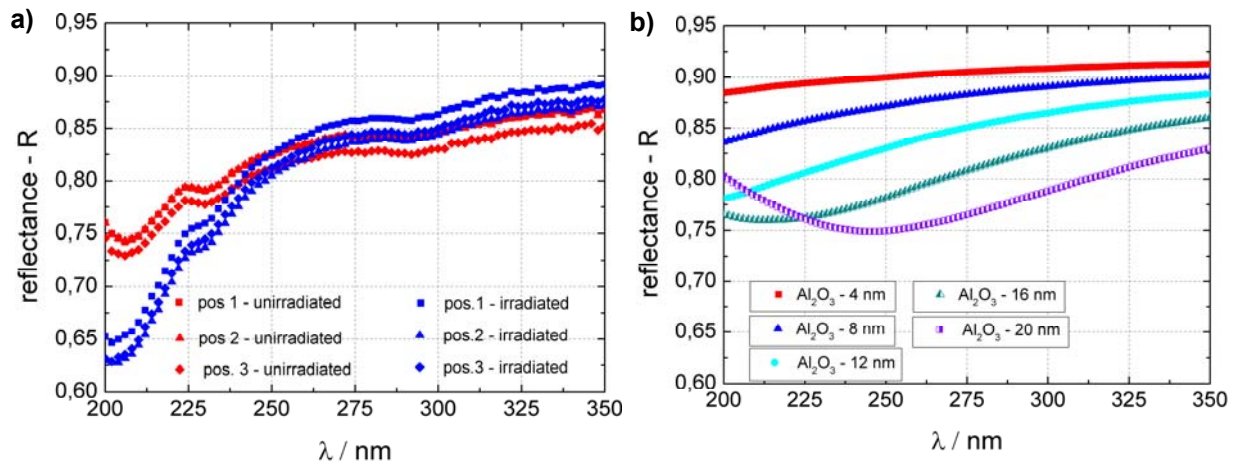 a)
reflectance - R
0,95
0,90
0,85
0,80
0,75
0,70
0,65
0,60
pos 1 - unirradiated
pos 2 - unirradiated
pos. 3 - unirradiated
pos.1 - irradiated
pos.2 - irradiated
pos.3 - irradiated
200 225 250 275 300 325 350
λ / nm
b)
reflectance - R
0,95
0,90
0,85
0,80
0,75
0,70
0,65
0,60
Al₂O₃ - 4 nm
Al₂O₃ - 8 nm
Al₂O₃ - 12 nm
Al₂O₃ - 16 nm
Al₂O₃ - 20 nm
200 225 250 275 300 325 350
λ / nm